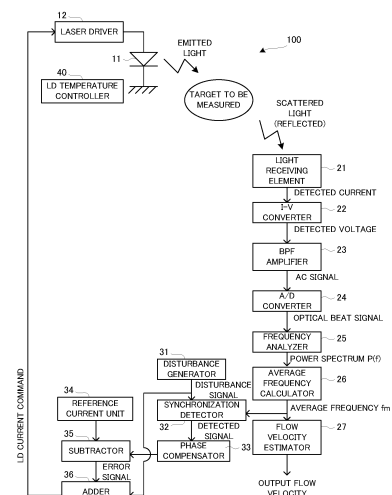 12
LASER DRIVER
11
EMITTED
LIGHT
100
40
LD TEMPERATURE
CONTROLLER
TARGET TO BE
MEASURED
SCATTERED
LIGHT
(REFLECTED)
LIGHT
RECEIVING
ELEMENT
21
DETECTED CURRENT
I-V
CONVERTER
22
DETECTED VOLTAGE
BPF
AMPLIFIER
23
AC SIGNAL
A/D
CONVERTER
24
OPTICAL BEAT SIGNAL
FREQUENCY
ANALYZER
25
POWER SPECTRUM P(f)
AVERAGE
FREQUENCY
CALCULATOR
26
AVERAGE FREQUENCY fm
FLOW
VELOCITY
ESTIMATOR
27
OUTPUT FLOW
VELOCITY
31
DISTURBANCE
GENERATOR
DISTURBANCE
SIGNAL
SYNCHRONIZATION
DETECTOR
32
DETECTED
SIGNAL
PHASE
COMPENSATOR
33
34
REFERENCE
CURRENT UNIT
35
SUBTRACTOR
ERROR
SIGNAL
36
ADDER
LD CURRENT COMMAND